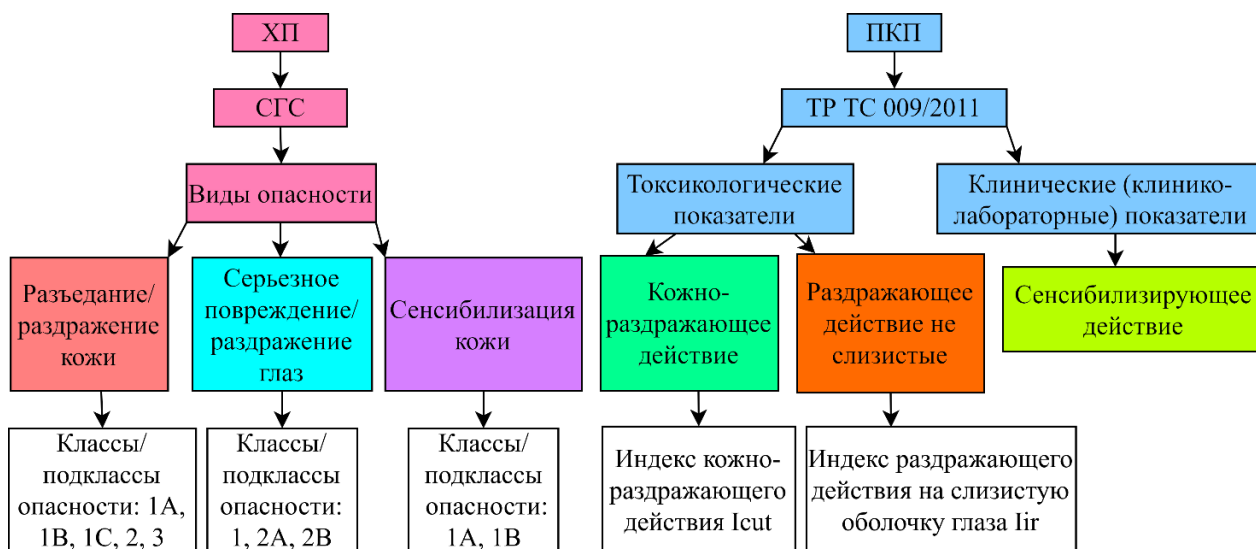 ХП
СГС
Виды опасности
Разъедание/
раздражение
кожи
Серьезное
повреждение/
раздражение
глаз
Сенсибилизация
кожи
Классы/
подклассы
опасности: 1А,
1В, 1С, 2, 3
Классы/
подклассы
опасности:
1, 2А, 2В
Классы/
подклассы
опасности:
1А, 1В
ПКП
ТР ТС 009/2011
Токсикологические
показатели
Клинические (клинико-
лабораторные) показатели
Кожно-
раздражающее
действие
Раздражающее
действие не
слизистые
Сенсибилизирующее
действие
Индекс кожно-
раздражающего
действия Icut
Индекс раздражающего
действия на слизистую
оболочку глаза Iir